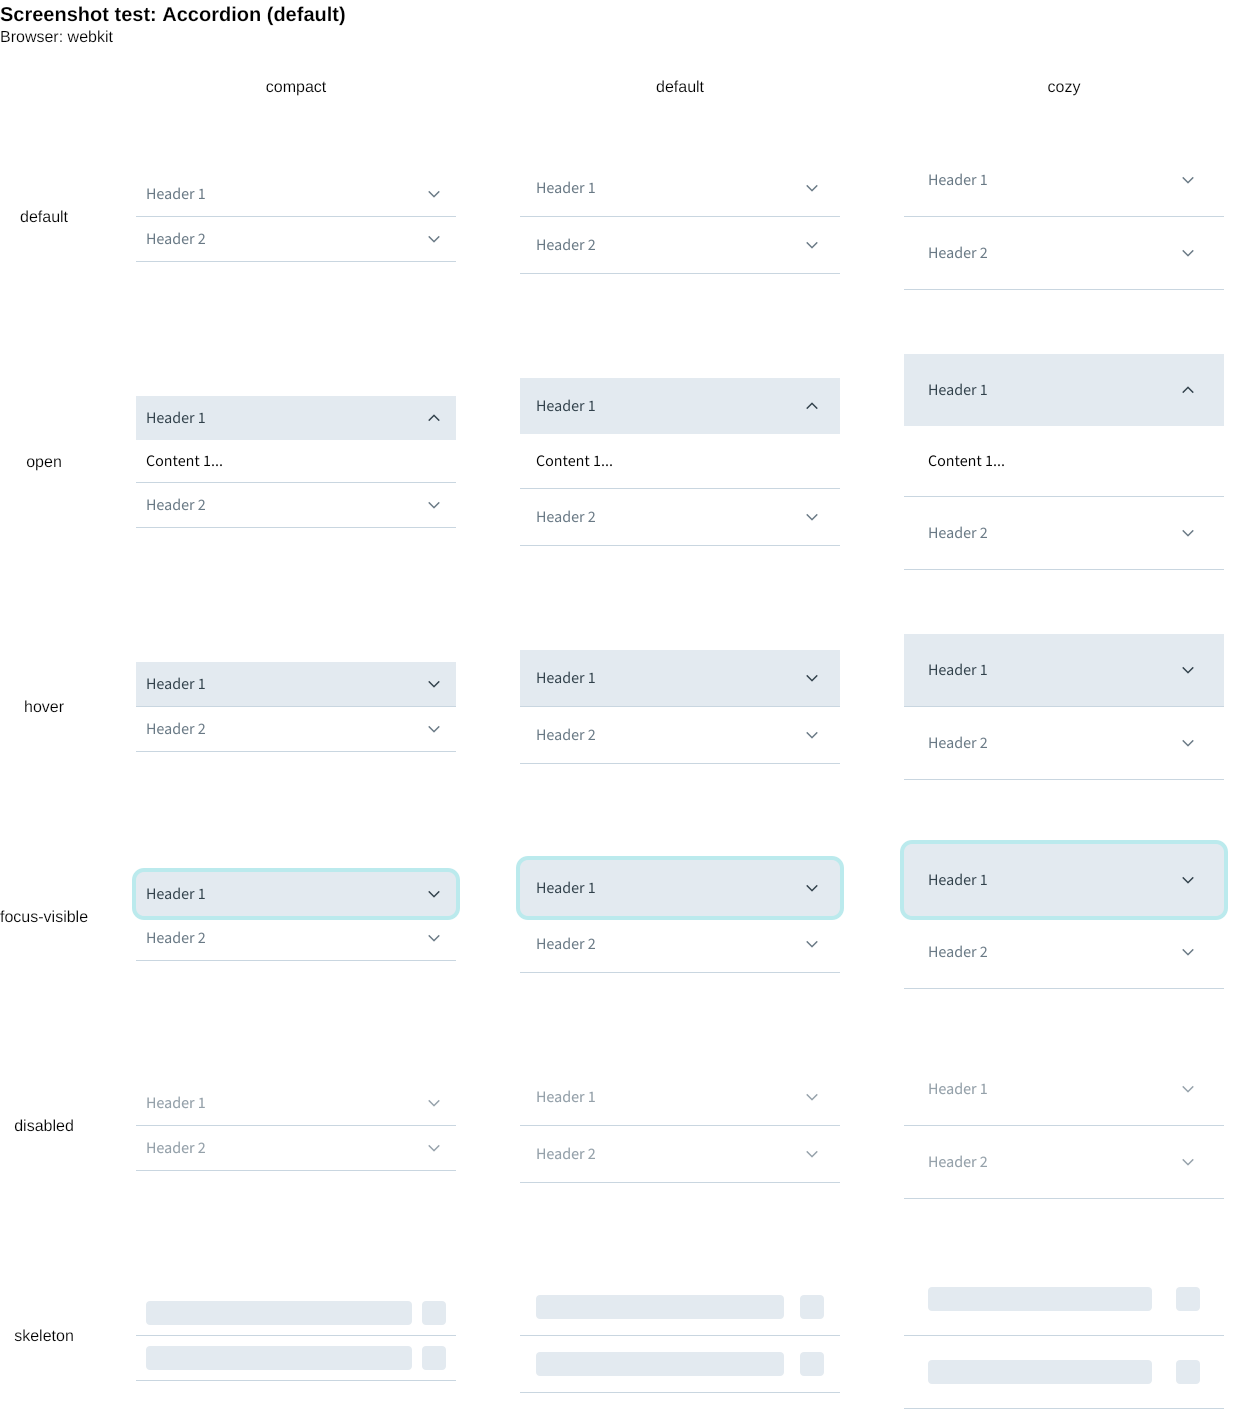 Screenshot test: Accordion (default)
Browser: webkit
compact default cozy
default
Header 1 Header 1 Header 1
Header 2 Header 2 Header 2
open
Header 1 Header 1 Header 1
Content 1... Content 1... Content 1...
Header 2 Header 2 Header 2
hover
Header 1 Header 1 Header 1
Header 2 Header 2 Header 2
focus-visible
Header 1 Header 1 Header 1
Header 2 Header 2 Header 2
disabled
Header 1 Header 1 Header 1
Header 2 Header 2 Header 2
skeleton